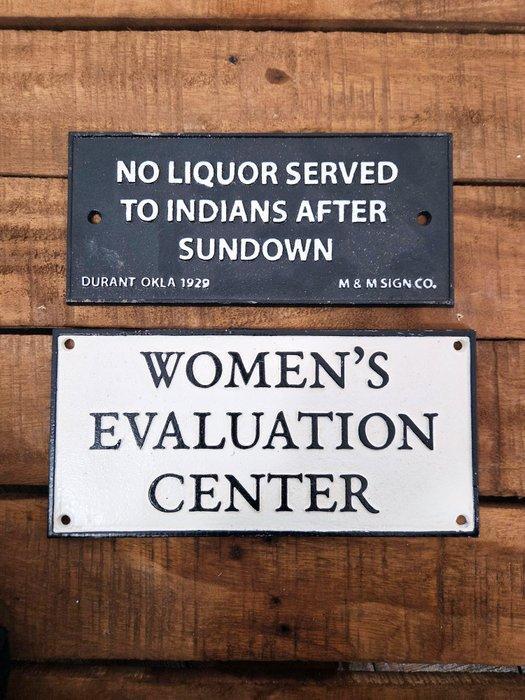 NO LIQUOR SERVED
TO INDIANS AFTER
SUNDOWN
DURANT OKLA 1929 M & M SIGN CO.
WOMEN'S
EVALUATION
CENTER